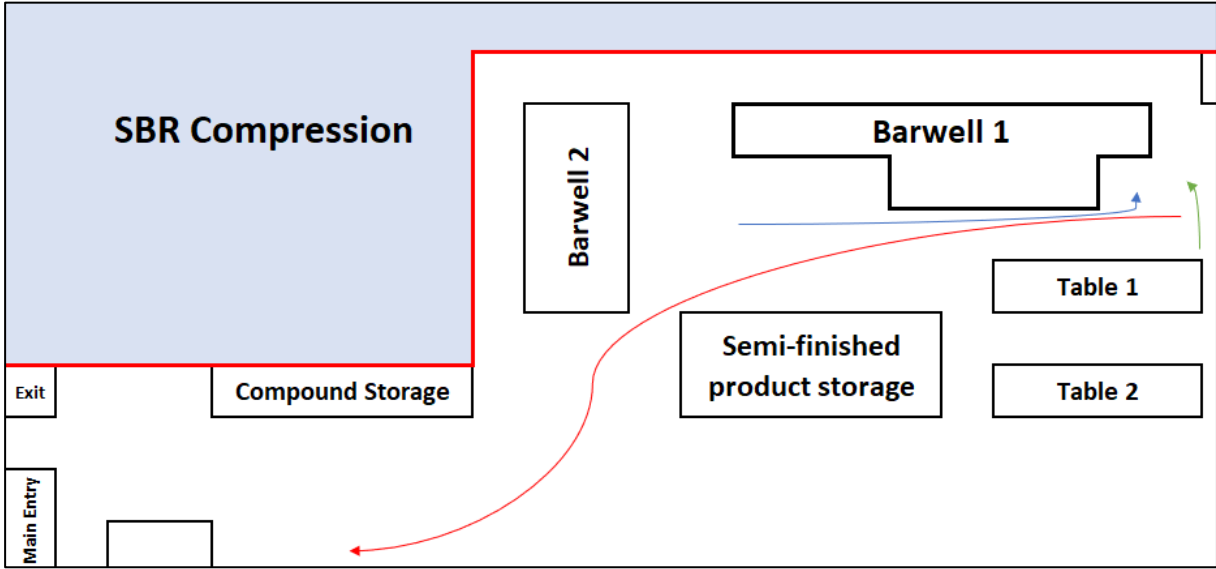 SBR Compression
Barwell 2
Barwell 1
Table 1
Semi-finished
product storage
Exit
Compound Storage
Table 2
Main Entry